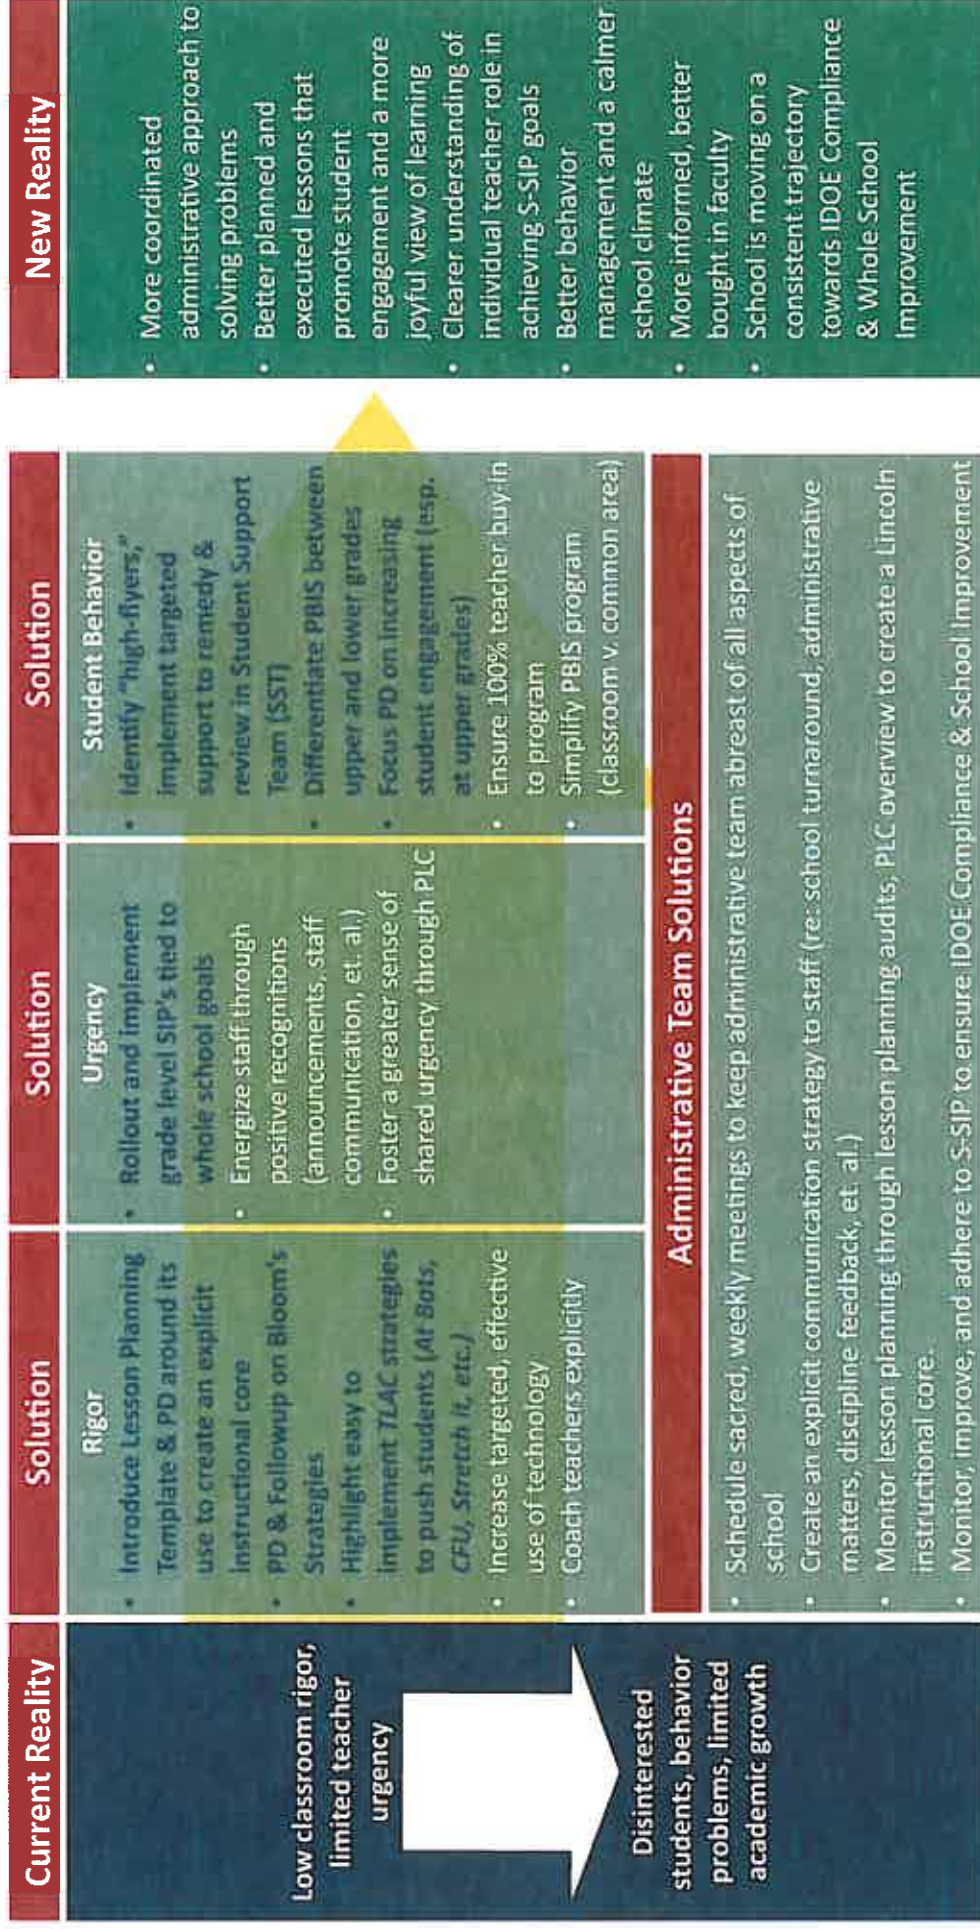 Current Reality
Low classroom rigor,
limited teacher
urgency
Disinterested
students, behavior
problems, limited
academic growth
Solution
Rigor
• Introduce Lesson Planning
Template & PD around its
use to create an explicit
instructional core
• PD & Followup on Bloom's
Strategies
• Highlight easy to
implement TLAC strategies
to push students (At Bats,
CFU, Stretch it, etc.)
• Increase targeted, effective
use of technology
• Coach teachers explicitly
Solution
Urgency
• Rollout and implement
grade level SIP's tied to
whole school goals
• Energize staff through
positive recognitions
(announcements, staff
communication, et. al.)
• Foster a greater sense of
shared urgency through PLC
Solution
Student Behavior
• Identify "high-flyers,"
implement targeted
support to remedy &
review in Student Support
Team (SST)
• Differentiate PBIS between
upper and lower grades
• Focus PD on increasing
student engagement (esp.
at upper grades)
• Ensure 100% teacher buy-in
to program
• Simplify PBIS program
(classroom v. common area)
Administrative Team Solutions
• Schedule sacred, weekly meetings to keep administrative team abreast of all aspects of
school
• Create an explicit communication strategy to staff (re: school turnaround, administrative
matters, discipline feedback, et. al.)
• Monitor lesson planning through lesson planning audits, PLC overview to create a Lincoln
instructional core.
• Monitor, improve, and adhere to S-SIP to ensure IDOE Compliance & School Improvement
New Reality
• More coordinated
administrative approach to
solving problems
• Better planned and
executed lessons that
promote student
engagement and a more
joyful view of learning
• Clearer understanding of
individual teacher role in
achieving S-SIP goals
• Better behavior
management and a calmer
school climate
• More informed, better
bought in faculty
• School is moving on a
consistent trajectory
towards IDOE Compliance
& Whole School
Improvement